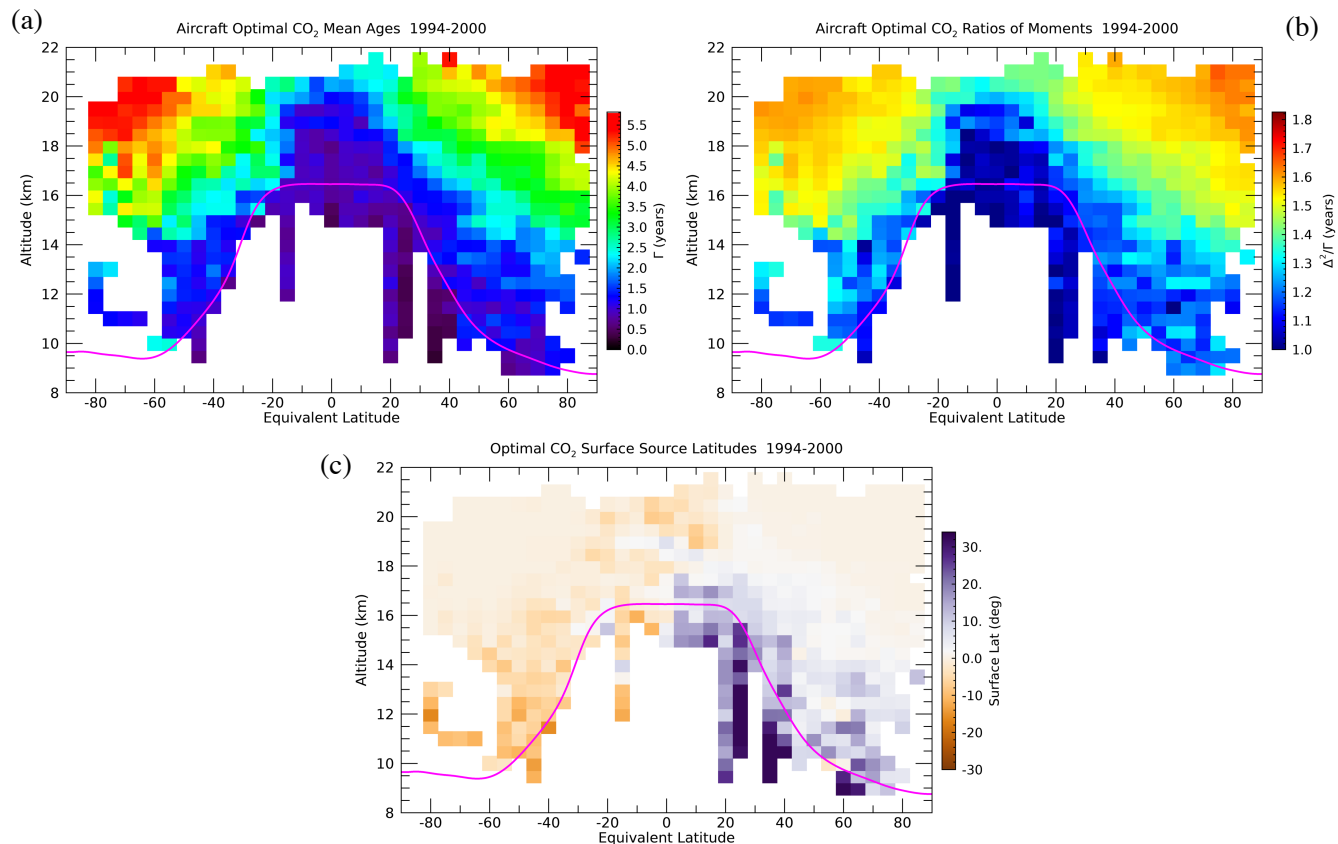 (a)
Aircraft Optimal CO₂ Mean Ages 1994-2000
22
20
18
16
14
12
10
8
Altitude (km)
-80 -60 -40 -20 0 20 40 60 80
Equivalent Latitude
5.5
5.0
4.5
4.0
3.5
3.0
2.5
2.0
1.5
1.0
0.5
0.0
Γ (years)
(b)
Aircraft Optimal CO₂ Ratios of Moments 1994-2000
22
20
18
16
14
12
10
8
Altitude (km)
-80 -60 -40 -20 0 20 40 60 80
Equivalent Latitude
1.8
1.7
1.6
1.5
1.4
1.3
1.2
1.1
1.0
Δ²/Γ (years)
(c)
Optimal CO₂ Surface Source Latitudes 1994-2000
22
20
18
16
14
12
10
8
Altitude (km)
-80 -60 -40 -20 0 20 40 60 80
Equivalent Latitude
30.
20.
10.
0.0
-10
-20
-30
Surface Lat (deg)